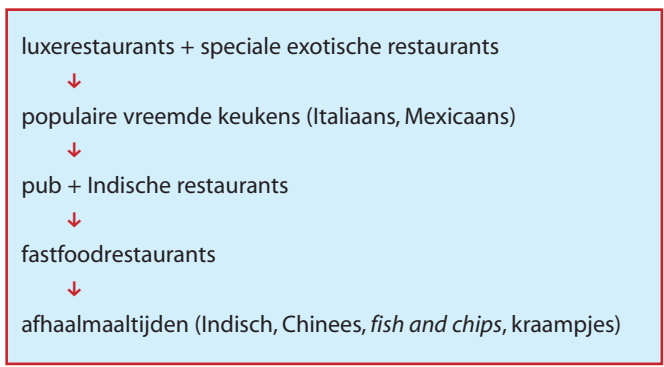 luxerestaurants + speciale exotische restaurants
↓
populaire vreemde keukens (Italiaans, Mexicaans)
↓
pub + Indische restaurants
↓
fastfoodrestaurants
↓
afhaalmaaltijden (Indisch, Chinees, fish and chips, kraampjes)